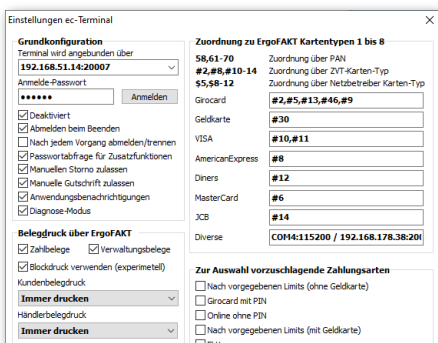 Einstellungen ec-Terminal
Grundkonfiguration
Terminal wird angebunden über
192.168.51.14:20007
Anmelde-Passwort
●●●●●●
Anmelden
Deaktiviert
Abmelden beim Beenden
Nach jedem Vorgang abmelden/trennen
Passwortabfrage für Zusatzfunktionen
Manuellen Storno zulassen
Manuelle Gutschrift zulassen
Anwendungsbenachrichtigungen
Diagnose-Modus
Belegdruck über ErgoFAKT
Zahlbelege Verwaltungsbelege
Blockdruck verwenden (experimetell)
Kundenbelegdruck
Immer drucken
Händlerbelegdruck
Immer drucken
Zuordnung zu ErgoFAKT Kartentypen 1 bis 8
58,61-70 Zuordnung über PAN
#2,#8,#10-14 Zuordnung über ZVT-Karten-Typ
$5,$8-12 Zuordnung über Netzbetreiber Karten-Typ
Girocard #2,#5,#13,#46,#9
Geldkarte #30
VISA #10,#11
AmericanExpress #8
Diners #12
MasterCard #6
JCB #14
Diverse COM4:115200 / 192.168.178.38:200
Zur Auswahl vorzuschlagende Zahlungsarten
Nach vorgegebenen Limits (ohne Geldkarte)
Girocard mit PIN
Online ohne PIN
Nach vorgegebenen Limits (mit Geldkarte)